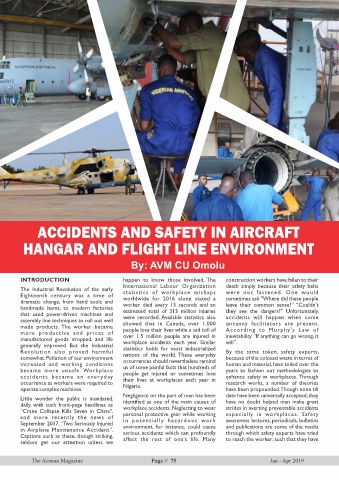 NIGERIAN AIR FORCE
NIGERIAN AIR FORCE
ACCIDENTS AND SAFETY IN AIRCRAFT
HANGAR AND FLIGHT LINE ENVIRONMENT
By: AVM CU Omolu
INTRODUCTION
The Industrial Revolution of the early
Eighteenth century was a time of
dramatic change from hand tools and
handmade items, to modern factories
that used power-driven machines and
assembly line techniques to roll out well
made products. The worker became
more productive and prices of
manufactured goods dropped, and life
generally improved. But the Industrial
Revolution also proved harmful
somewhat. Pollution of our environment
increased and working conditions
became more unsafe. Workplace
accidents became an everyday
occurrence as workers were required to
operate complex machines.
Little wonder the public is inundated,
daily with such front-page headlines as
"Crane Collapse Kills Seven in China",
and more recently the news of
September 2017, "Two Seriously Injured
in Airplane Maintenance Accident".
Captions such as these, though striking,
seldom get our attention unless we
happen to know those involved. The
International Labour Organization
statistics of workplace mishaps
worldwide for 2016 alone stated a
worker died every 15 seconds and an
estimated total of 313 million injuries
were recorded. Available statistics also
showed that in Canada, over 1,000
people lose their lives while a sad toll of
over 1.5 million people are injured in
workplace accidents each year. Similar
statistics holds for most industrialized
nations of the world. These everyday
occurrences should nevertheless remind
us of some painful facts that hundreds of
people get injured or sometimes lose
their lives at workplaces each year in
Nigeria.
Negligence on the part of man has been
identified as one of the main causes of
workplace accidents. Neglecting to wear
personal protective gear while working
in potentially hazardous work
environment, for instance, could cause
serious accidents which can profoundly
affect the rest of one's life. Many
construction workers have fallen to their
death simply because their safety belts
were not fastened. One would
sometimes ask "Where did these people
leave their common sense? "Couldn't
they see the dangers?" Unfortunately,
accidents will happen when some
uncanny facilitators are present.
According to Murphy's Law of
inevitability "If anything can go wrong, it
will".
By the same token, safety experts,
because of the colossal waste in terms of
human and material, have toiled over the
years to fashion out methodologies to
enhance safety in workplaces. Through
research works, a number of theories
have been propounded. Though none till
date have been universally accepted, they
have no doubt helped man make great
strides in averting preventable accidents
especially in workplaces. Safety
awareness lectures, periodicals, bulletins
and publications are some of the media
through which safety experts have tried
to reach the worker; such that they have
The Airman Magazine
Page // 75
Jan - Apr 2019